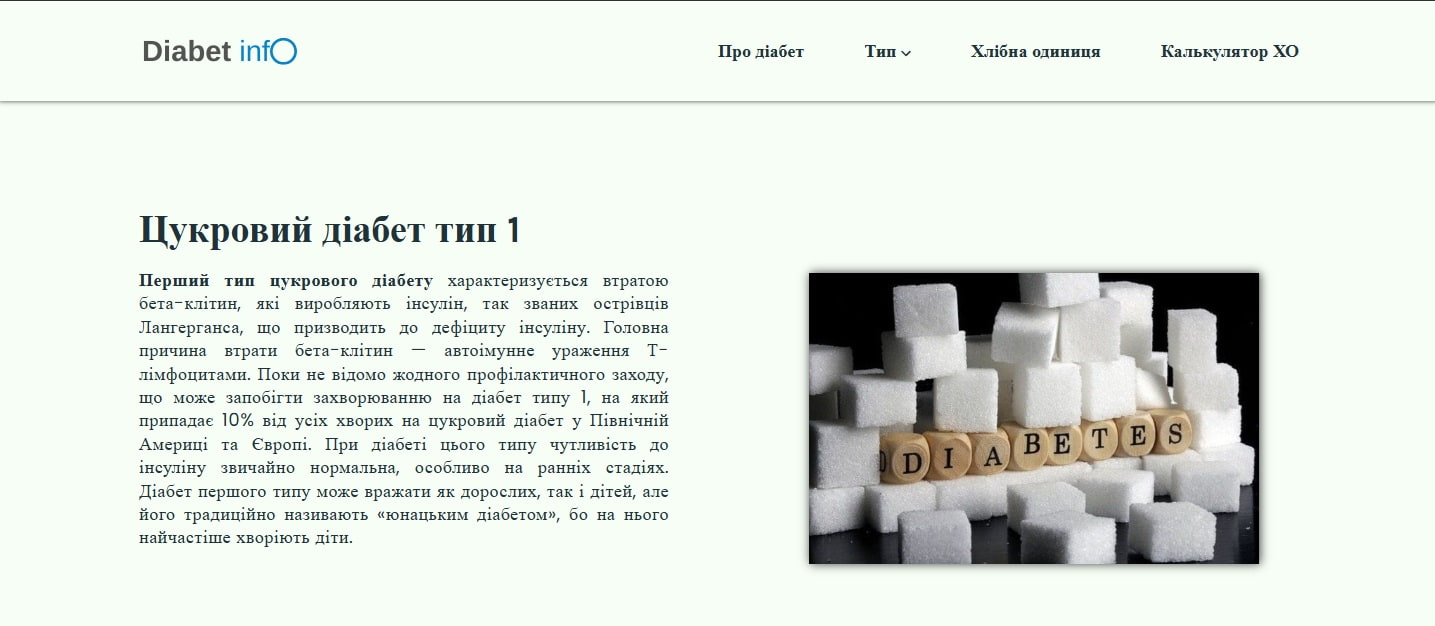 Diabet infO
Про діабет
Тип
Хлібна одиниця
Калькулятор ХО
Цукровий діабет тип 1
Перший тип цукрового діабету характеризується втратою
бета-клітин, які виробляють інсулін, так званих острівців
Лангерганса, що призводить до дефіциту інсуліну. Головна
причина втрати бета-клітин — автоімунне ураження Т-
лімфоцитами. Поки не відомо жодного профілактичного заходу,
що може запобігти захворюванню на діабет типу 1, на який
припадає 10% від усіх хворих на цукровий діабет у Північній
Америці та Європі. При діабеті цього типу чутливість до
інсуліну звичайно нормальна, особливо на ранніх стадіях.
Діабет першого типу може вражати як дорослих, так і дітей, але
його традиційно називають «юнацьким діабетом», бо на нього
найчастіше хворіють діти.
DIABETES